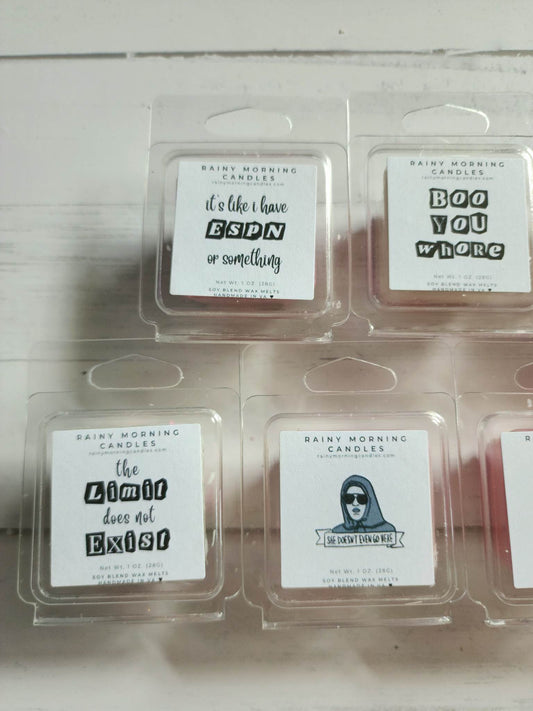 RAINY MORNING
CANDLES
rainymorningcandles.com
it's like i have
ESPN
or something
Net Wt. 1 OZ. (28G)
SOY BLEND WAX MELTS
HANDMADE IN VA ♥
RAINY MORNING
CANDLES
rainymorningcandles.com
BOO
YOU
whore
Net Wt. 1 OZ. (28G)
SOY BLEND WAX MELTS
HANDMADE IN VA ♥
RAINY MORNING
CANDLES
rainymorningcandles.com
the
Limit
does not
Exist
Net Wt. 1 OZ. (28G)
SOY BLEND WAX MELTS
HANDMADE IN VA ♥
RAINY MORNING
CANDLES
rainymorningcandles.com
SHE DOESN'T EVEN GO HERE
Net Wt. 1 OZ. (28G)
SOY BLEND WAX MELTS
HANDMADE IN VA ♥